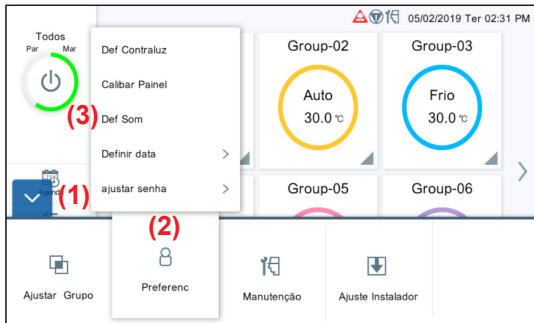 05/02/2019 Ter 02:31 PM
Todos
Par Mar
Def Contraluz
Calibar Painel
(3) Def Som
Definir data >
ajustar senha >
Group-02
Auto
30.0 °C
Group-03
Frio
30.0 °C
Agenda
(1)
(2)
Group-05
Group-06
Ajustar Grupo
Preferenc
Manutenção
Ajuste Instalador